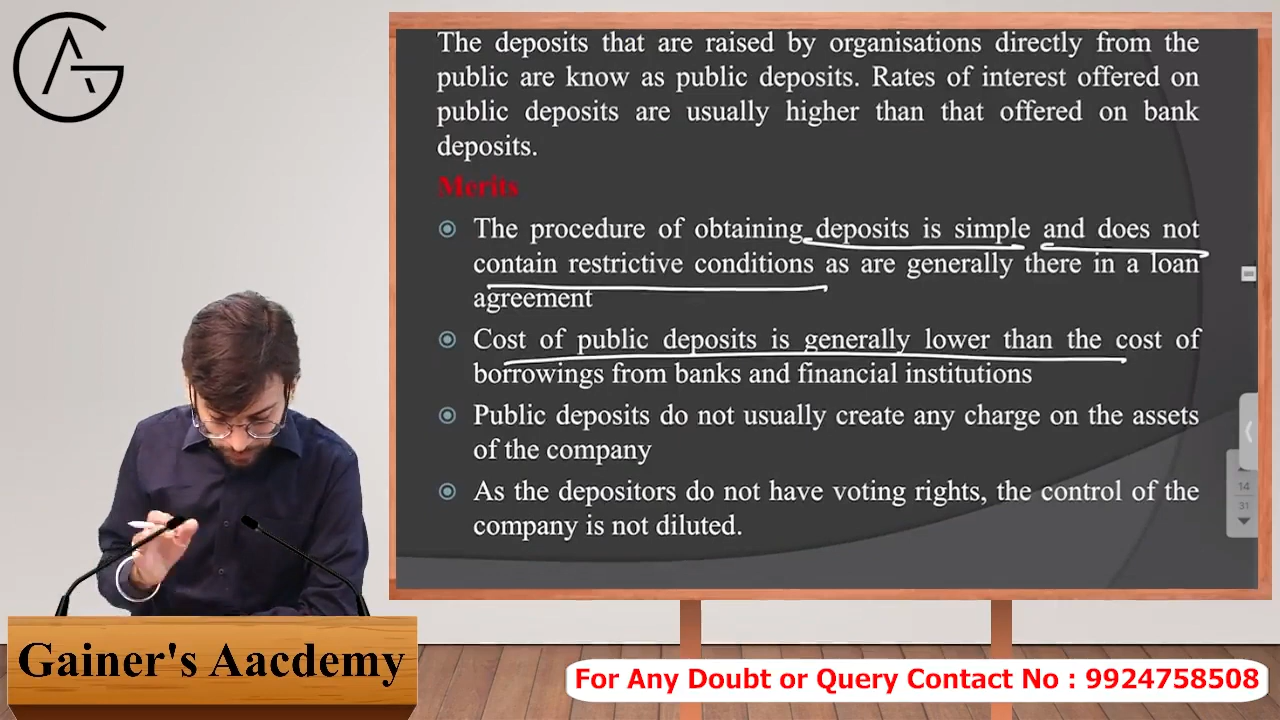 The deposits that are raised by organisations directly from the
public are know as public deposits. Rates of interest offered on
public deposits are usually higher than that offered on bank
deposits.
Merits
The procedure of obtaining deposits is simple and does not
contain restrictive conditions as are generally there in a loan
agreement
Cost of public deposits is generally lower than the cost of
borrowings from banks and financial institutions
Public deposits do not usually create any charge on the assets
of the company
As the depositors do not have voting rights, the control of the
company is not diluted.
14
31
Gainer's Aacdemy
For Any Doubt or Query Contact No : 9924758508